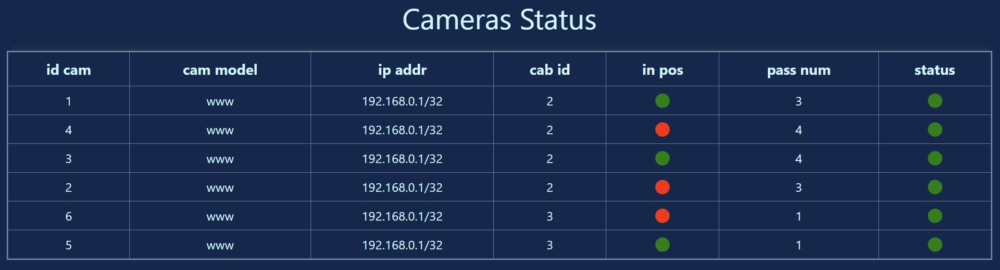 Cameras Status
id cam cam model ip addr cab id in pos pass num status
1 www 192.168.0.1/32 2 3
4 www 192.168.0.1/32 2 4
3 www 192.168.0.1/32 2 4
2 www 192.168.0.1/32 2 3
6 www 192.168.0.1/32 3 1
5 www 192.168.0.1/32 3 1